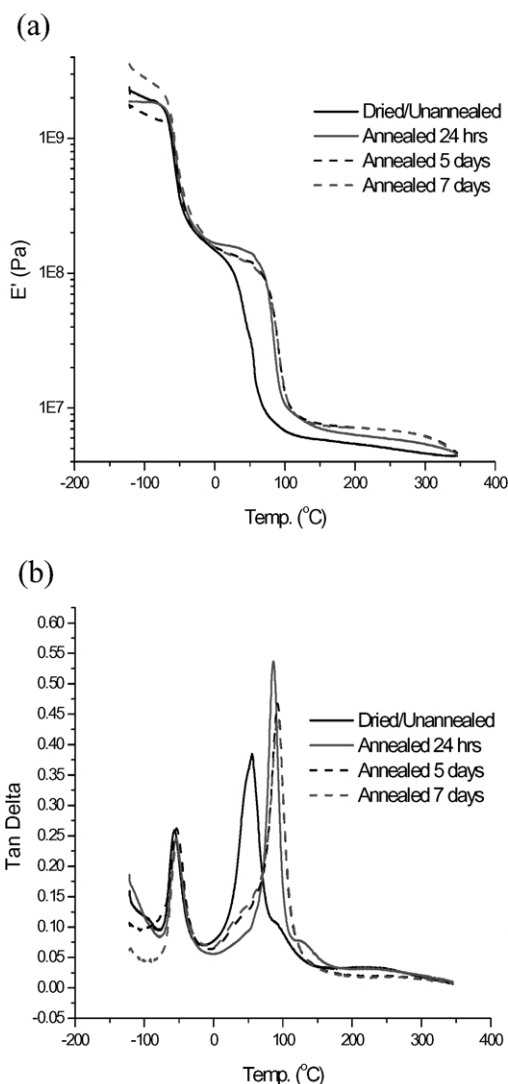 (a)
1E9
1E8
1E7
E' (Pa)
Dried/Unannealed
Annealed 24 hrs
Annealed 5 days
Annealed 7 days
-200 -100 0 100 200 300 400
Temp. (°C)
(b)
0.60
0.55
0.50
0.45
0.40
0.35
0.30
0.25
0.20
0.15
0.10
0.05
0.00
-0.05
Tan Delta
Dried/Unannealed
Annealed 24 hrs
Annealed 5 days
Annealed 7 days
-200 -100 0 100 200 300 400
Temp. (°C)